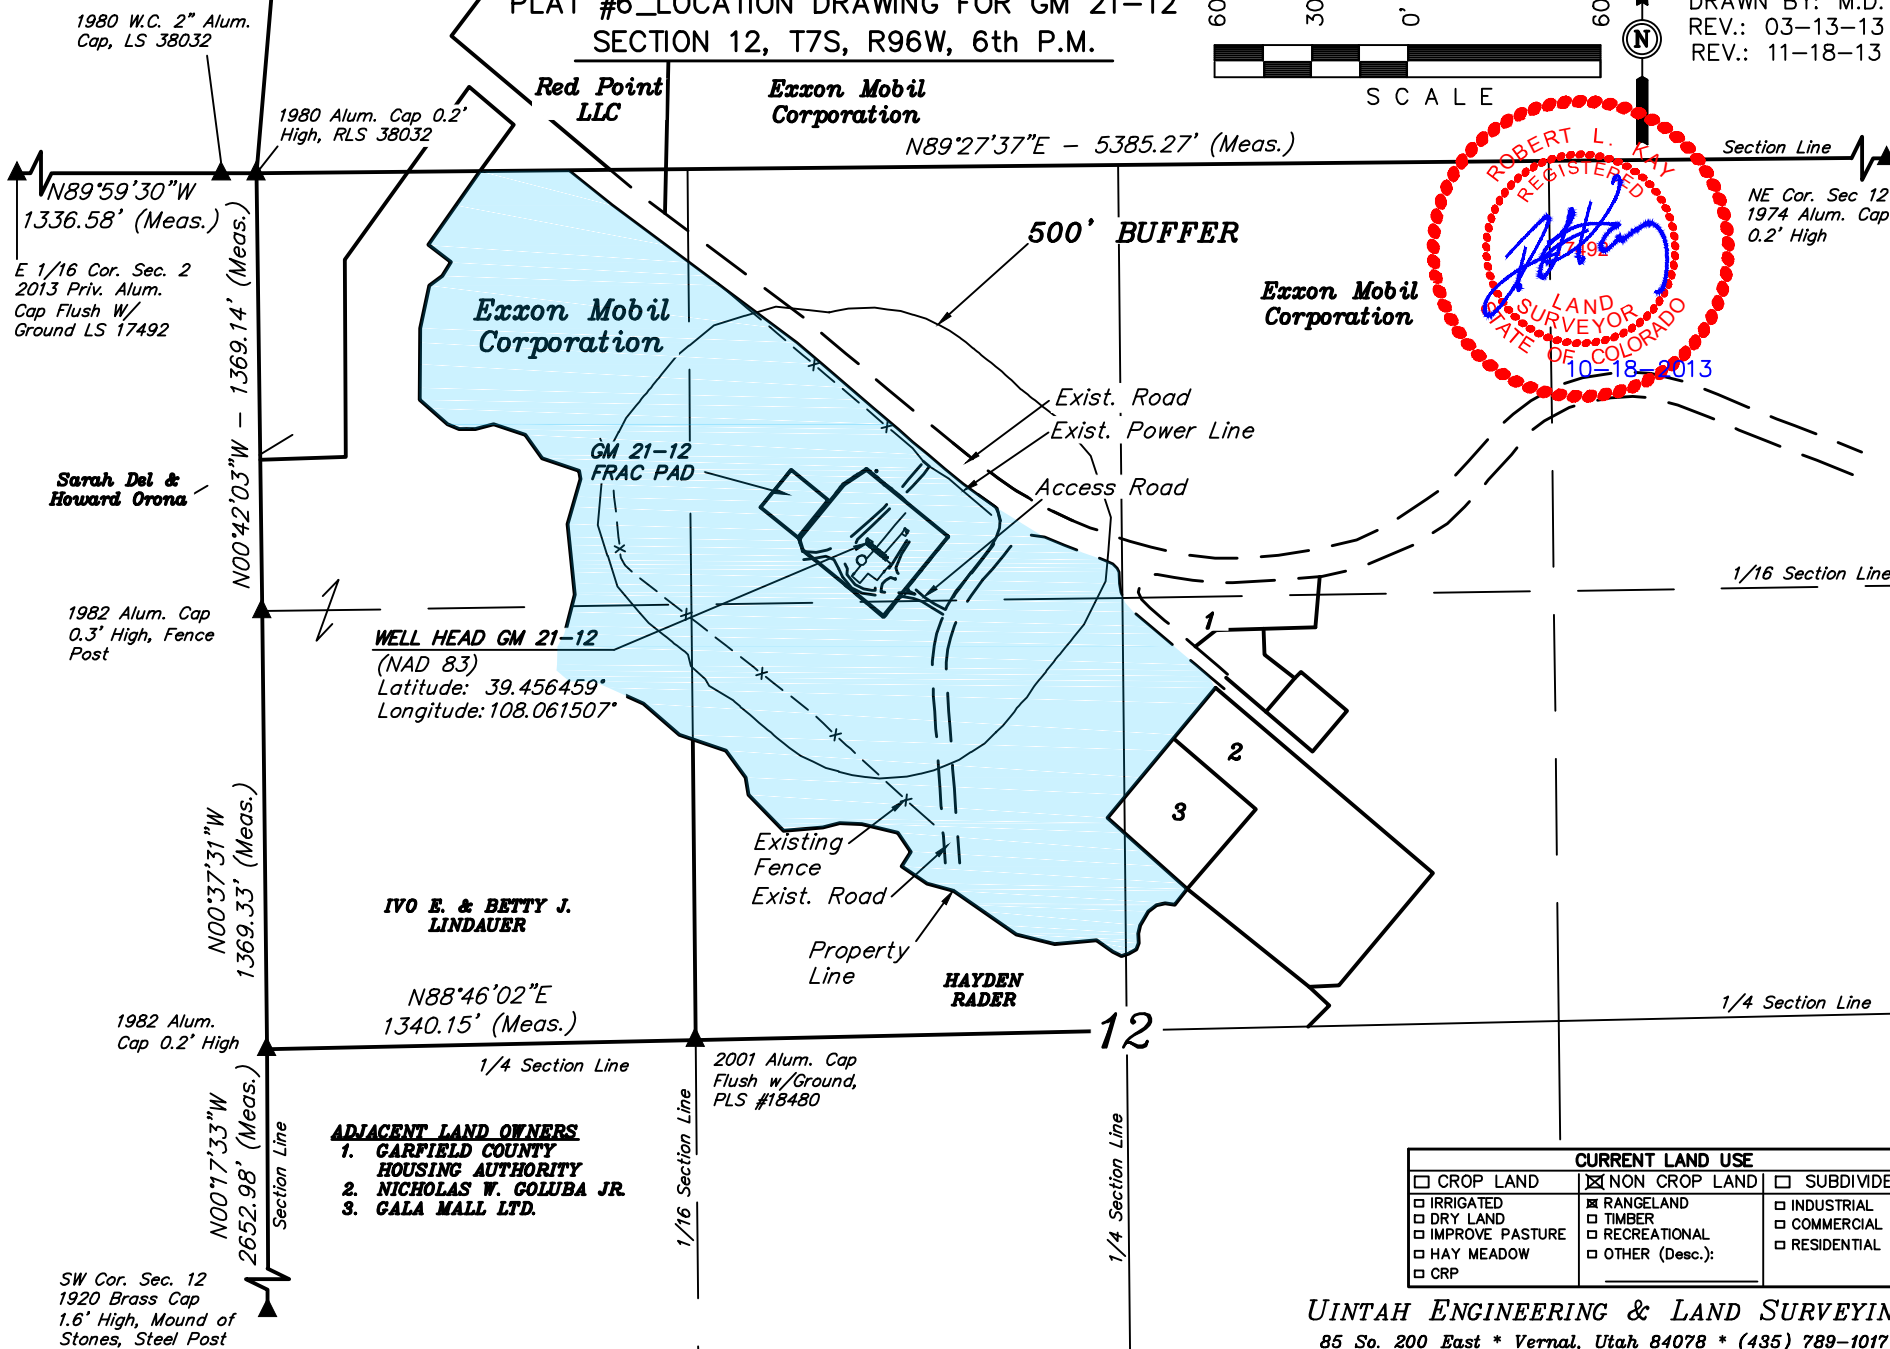 PLAT #6_LOCATION DRAWING FOR GM 21-12
SECTION 12, T7S, R96W, 6th P.M.
60
30
0'
60
SCALE
N
DRAWN BY: M.D.
REV.: 03-13-13
REV.: 11-18-13
1980 W.C. 2" Alum.
Cap, LS 38032
1980 Alum. Cap 0.2'
High, RLS 38032
Red Point
LLC
Exxon Mobil
Corporation
N89°27'37"E - 5385.27' (Meas.)
Section Line
NE Cor. Sec 12
1974 Alum. Cap
0.2' High
ROBERT L. KAY
REGISTERED
LAND
SURVEYOR
STATE OF COLORADO
10-18-2013
N89°59'30"W
1336.58' (Meas.)
E 1/16 Cor. Sec. 2
2013 Priv. Alum.
Cap Flush W/
Ground LS 17492
N00°42'03"W - 1369.14' (Meas.)
500' BUFFER
Exxon Mobil
Corporation
Exxon Mobil
Corporation
Exist. Road
Exist. Power Line
Access Road
GM 21-12
FRAC PAD
Sarah Del &
Howard Orona
1/16 Section Line
1982 Alum. Cap
0.3' High, Fence
Post
WELL HEAD GM 21-12
(NAD 83)
Latitude: 39.456459°
Longitude: 108.061507°
1
2
3
N00°37'31"W
1369.33' (Meas.)
Existing
Fence
Exist. Road
Property
Line
IVO E. & BETTY J.
LINDAUER
HAYDEN
RADER
N88°46'02"E
1340.15' (Meas.)
12
1/4 Section Line
1982 Alum.
Cap 0.2' High
1/4 Section Line
2001 Alum. Cap
Flush w/Ground,
PLS #18480
N00°17'33"W
2652.98' (Meas.)
Section Line
1/16 Section Line
1/4 Section Line
ADJACENT LAND OWNERS
1. GARFIELD COUNTY
HOUSING AUTHORITY
2. NICHOLAS W. GOLUBA JR.
3. GALA MALL LTD.
SW Cor. Sec. 12
1920 Brass Cap
1.6' High, Mound of
Stones, Steel Post
CURRENT LAND USE
CROP LAND
NON CROP LAND
SUBDIVIDE
IRRIGATED
DRY LAND
IMPROVE PASTURE
HAY MEADOW
CRP
RANGELAND
TIMBER
RECREATIONAL
OTHER (Desc.):
INDUSTRIAL
COMMERCIAL
RESIDENTIAL
UINTAH ENGINEERING & LAND SURVEYIN
85 So. 200 East * Vernal, Utah 84078 * (435) 789-1017